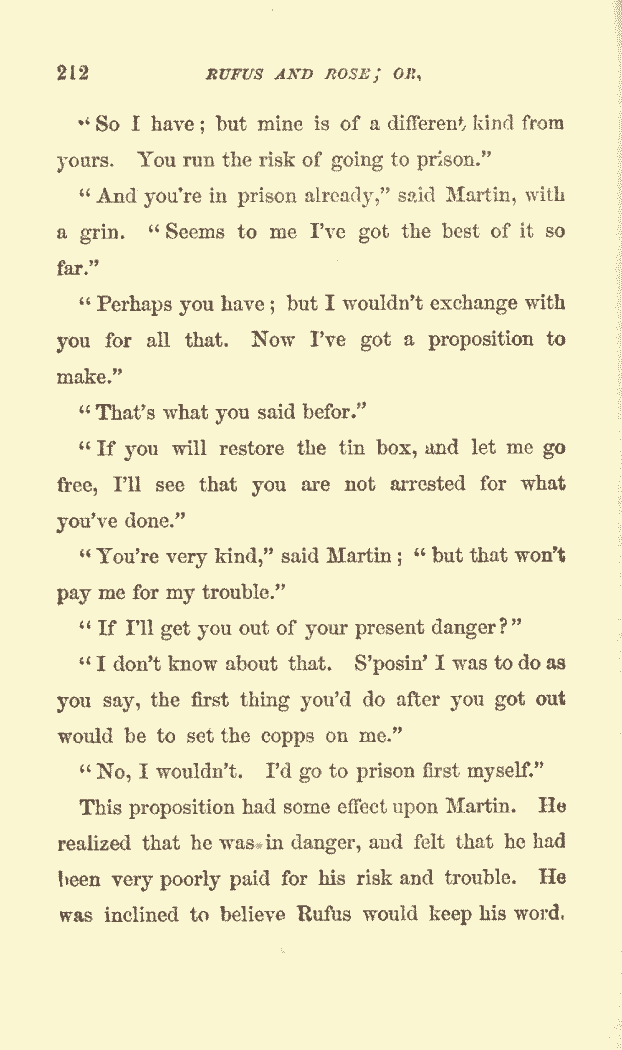 212 RUFUS AND ROSE; OR,
“So I have; but mine is of a different kind from
yours. You run the risk of going to prison.”
“And you’re in prison already,” said Martin, with
a grin. “Seems to me I’ve got the best of it so
far.”
“Perhaps you have; but I wouldn’t exchange with
you for all that. Now I’ve got a proposition to
make.”
“That’s what you said befor.”
“If you will restore the tin box, and let me go
free, I’ll see that you are not arrested for what
you’ve done.”
“You’re very kind,” said Martin; “but that won’t
pay me for my trouble.”
“If I’ll get you out of your present danger?”
“I don’t know about that. S’posin’ I was to do as
you say, the first thing you’d do after you got out
would be to set the copps on me.”
“No, I wouldn’t. I’d go to prison first myself.”
This proposition had some effect upon Martin. He
realized that he was in danger, and felt that he had
been very poorly paid for his risk and trouble. He
was inclined to believe Rufus would keep his word.